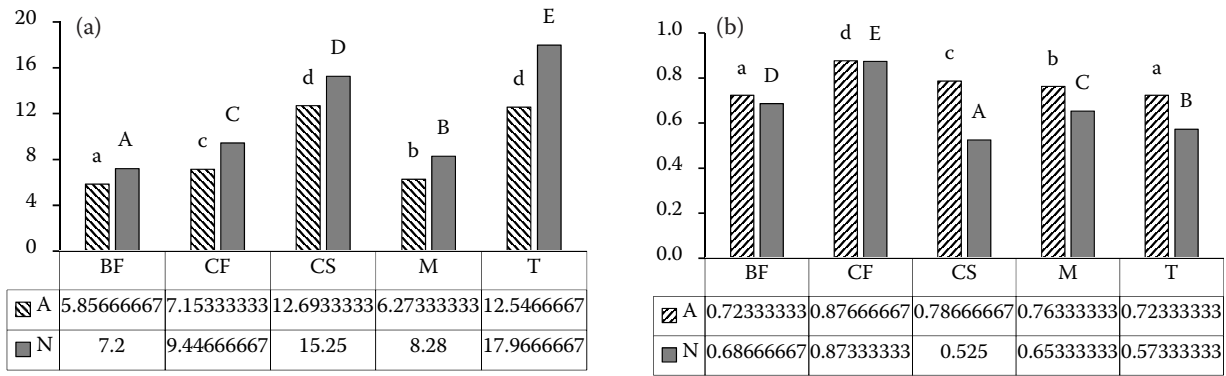 (a)
20
16
12
8
4
0
a A c C d D b B d E
BF CF CS M T
A 5.85666667 7.15333333 12.69333333 6.27333333 12.5466667
N 7.2 9.44666667 15.25 8.28 17.9666667
(b)
1.0
0.8
0.6
0.4
0.2
0.0
a D d E c A b C a B
BF CF CS M T
A 0.72333333 0.87666667 0.78666667 0.76333333 0.72333333
N 0.68666667 0.87333333 0.525 0.65333333 0.57333333